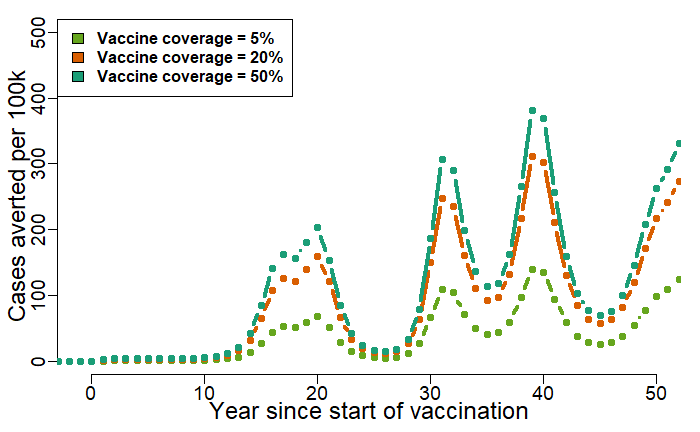 Vaccine coverage = 5%
Vaccine coverage = 20%
Vaccine coverage = 50%
Cases averted per 100k
500
400
300
200
100
0
0 10 20 30 40 50
Year since start of vaccination